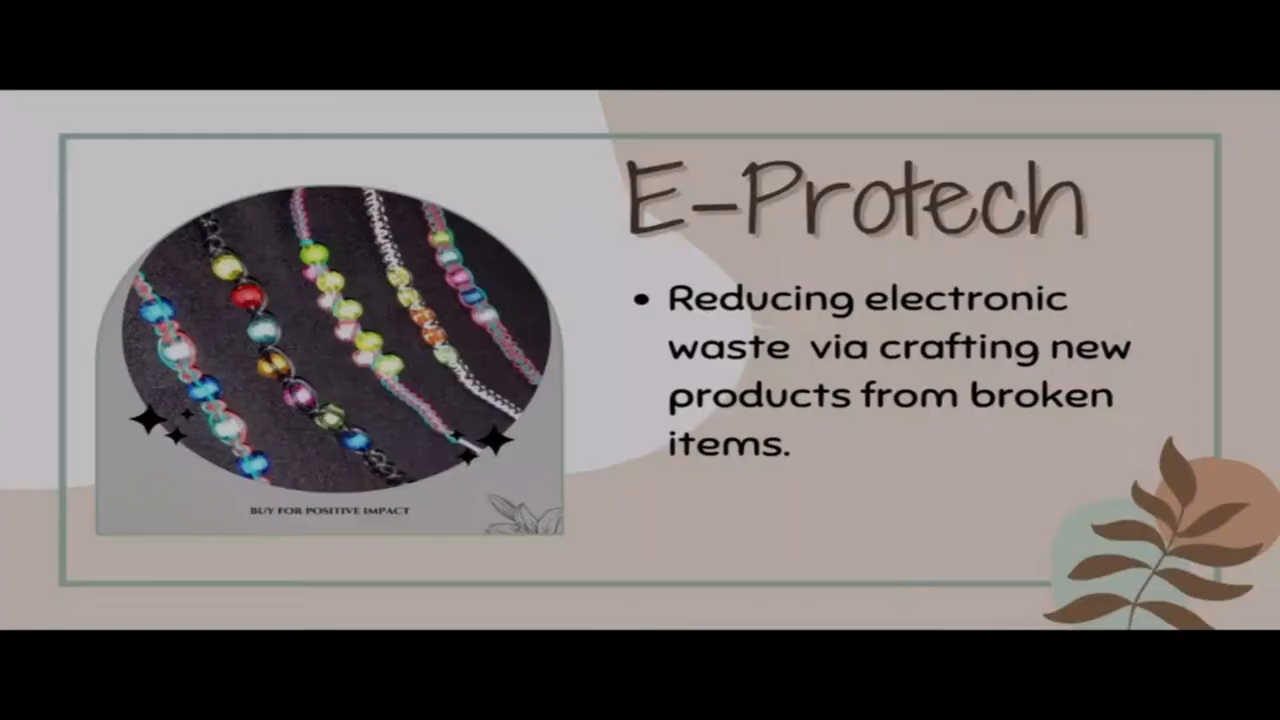 E-Protech
• Reducing electronic
waste via crafting new
products from broken
items.
BUY FOR POSITIVE IMPACT